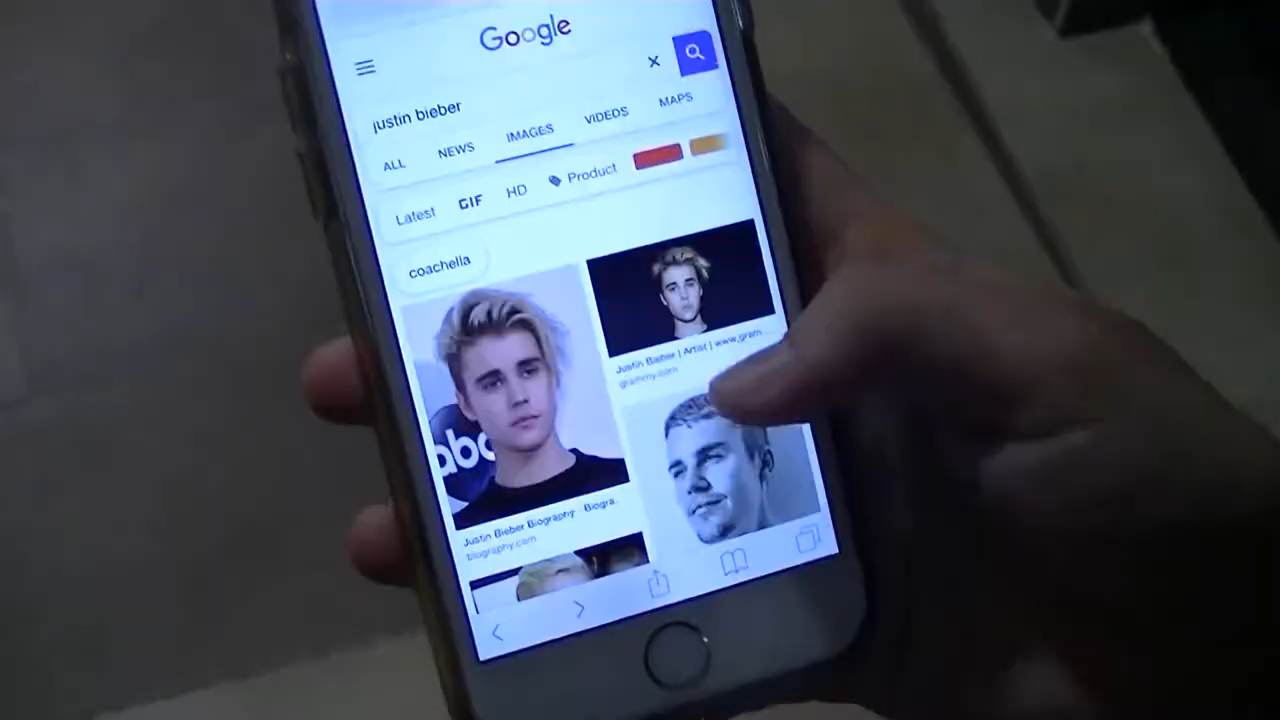 Google
justin bieber
ALL NEWS IMAGES VIDEOS MAPS
Latest GIF HD Product
coachella
abc
Justin Bieber Biography - Biogra..
biography.com
Justin Bieber | Artist | www.gram...
grammy.com